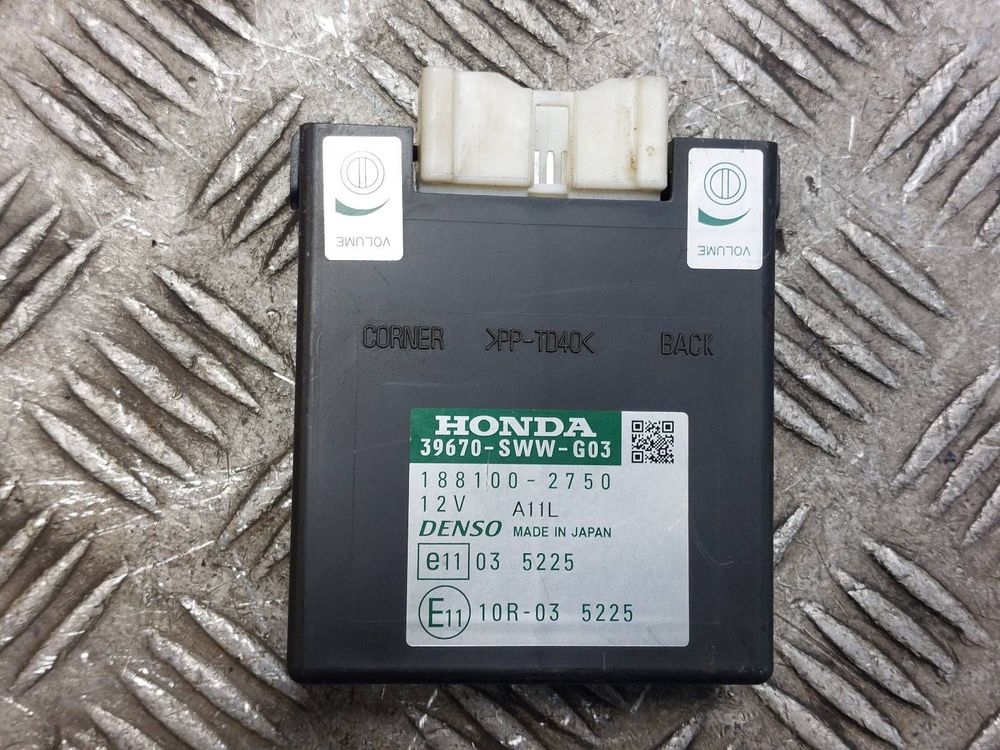 VOLUME
VOLUME
CORNER >PP-TD40< BACK
HONDA
39670-SWW-G03
188100-2750
12V A11L
DENSO MADE IN JAPAN
e11 03 5225
E11 10R-03 5225